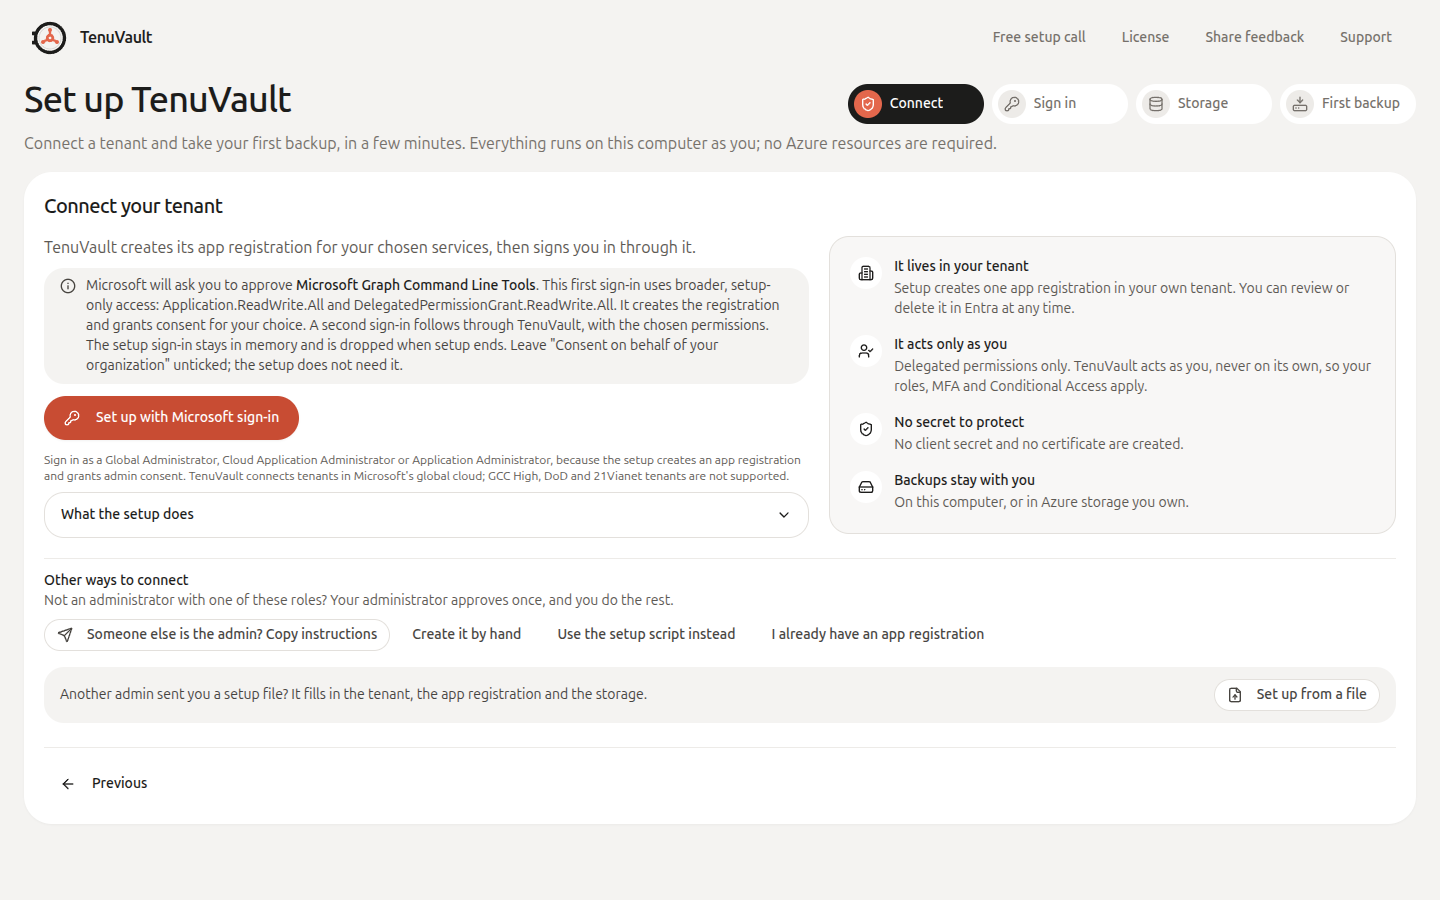 TenuVault
Free setup call
License
Share feedback
Support
Set up TenuVault
Connect
Sign in
Storage
First backup
Connect a tenant and take your first backup, in a few minutes. Everything runs on this computer as you; no Azure resources are required.
Connect your tenant
TenuVault creates its app registration for your chosen services, then signs you in through it.
Microsoft will ask you to approve Microsoft Graph Command Line Tools. This first sign-in uses broader, setup-
only access: Application.ReadWrite.All and DelegatedPermissionGrant.ReadWrite.All. It creates the registration
and grants consent for your choice. A second sign-in follows through TenuVault, with the chosen permissions.
The setup sign-in stays in memory and is dropped when setup ends. Leave "Consent on behalf of your
organization" unticked; the setup does not need it.
Set up with Microsoft sign-in
Sign in as a Global Administrator, Cloud Application Administrator or Application Administrator, because the setup creates an app registration
and grants admin consent. TenuVault connects tenants in Microsoft's global cloud; GCC High, DoD and 21Vianet tenants are not supported.
What the setup does
It lives in your tenant
Setup creates one app registration in your own tenant. You can review or
delete it in Entra at any time.
It acts only as you
Delegated permissions only. TenuVault acts as you, never on its own, so your
roles, MFA and Conditional Access apply.
No secret to protect
No client secret and no certificate are created.
Backups stay with you
On this computer, or in Azure storage you own.
Other ways to connect
Not an administrator with one of these roles? Your administrator approves once, and you do the rest.
Someone else is the admin? Copy instructions
Create it by hand
Use the setup script instead
I already have an app registration
Another admin sent you a setup file? It fills in the tenant, the app registration and the storage.
Set up from a file
Previous